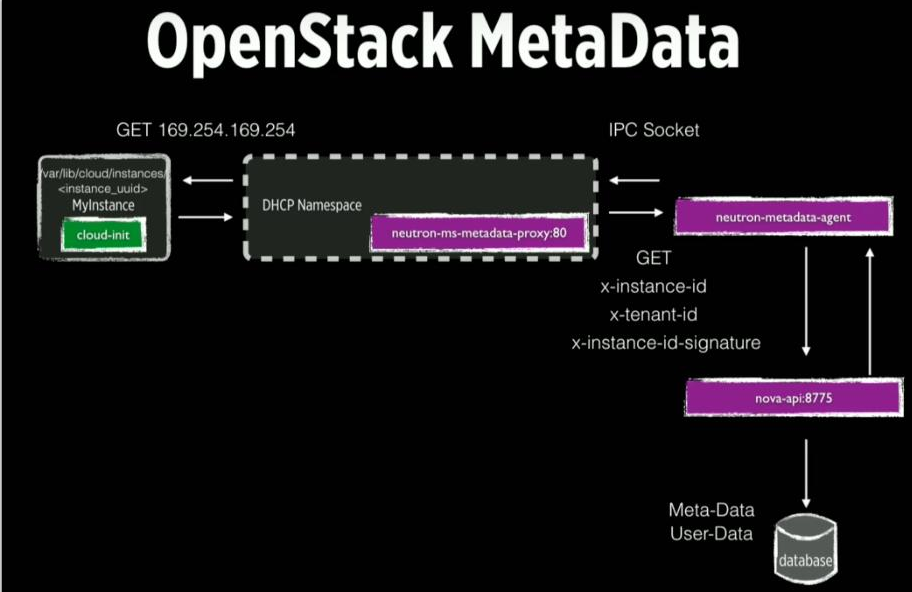 OpenStack MetaData
GET 169.254.169.254
IPC Socket
/var/lib/cloud/instances/
<instance_uuid>
MyInstance
cloud-init
DHCP Namespace
neutron-ms-metadata-proxy:80
neutron-metadata-agent
GET
x-instance-id
x-tenant-id
x-instance-id-signature
nova-api:8775
Meta-Data
User-Data
database